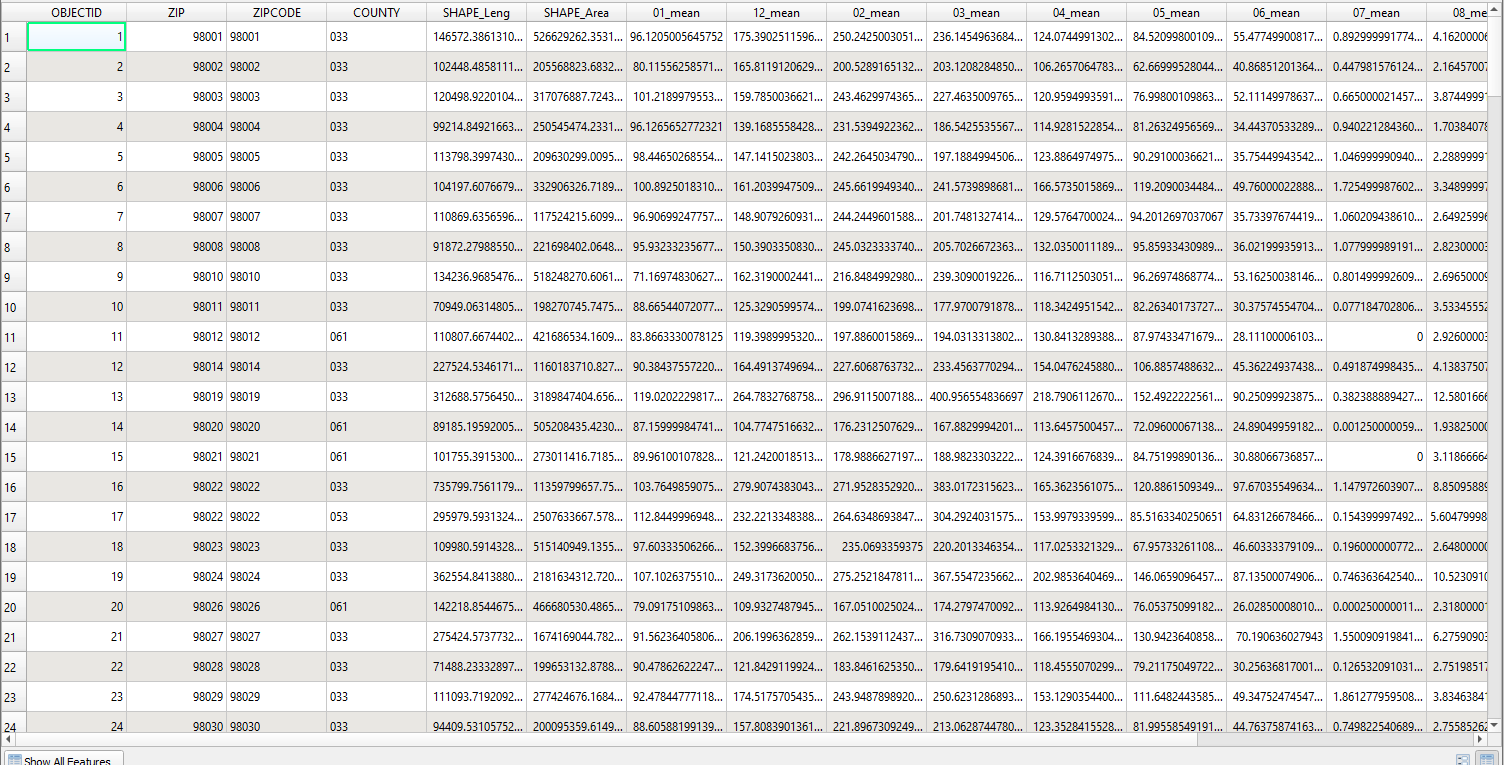 OBJECTID ZIP ZIPCODE COUNTY SHAPE_Leng SHAPE_Area 01_mean 12_mean 02_mean 03_mean 04_mean 05_mean 06_mean 07_mean 08_me
1 1 98001 98001 033 146572.3861310... 526629262.3531... 96.1205005645752 175.3902511596... 250.2425003051... 236.1454963684... 124.0744991302... 84.52099800109... 55.47749900817... 0.892999991774... 4.16200006
2 2 98002 98002 033 102448.4858111... 205568823.6832... 80.11556258571... 165.8119120629... 200.5289165132... 203.1208284850... 106.2657064783... 62.66999528044... 40.86851201364... 0.447981576124... 2.16457007
3 3 98003 98003 033 120498.9220104... 317076887.7243... 101.2189979553... 159.7850036621... 243.4629974365... 227.4635009765... 120.9594993591... 76.99800109863... 52.11149978637... 0.665000021457... 3.87449991
4 4 98004 98004 033 99214.84921663... 250545474.2331... 96.1265652772321 139.1685558428... 231.5394922362... 186.5425535567... 114.9281522854... 81.26324956569... 34.44370533289... 0.940221284360... 1.70384078
5 5 98005 98005 033 113798.3997430... 209630299.0095... 98.44650268554... 147.1415023803... 242.2645034790... 197.1884994506... 123.8864974975... 90.29100036621... 35.75449943542... 1.046999990940... 2.28899991
6 6 98006 98006 033 104197.6076679... 332906326.7189... 100.8925018310... 161.2039947509... 245.6619949340... 241.5739898681... 166.5735015869... 119.2090034484... 49.76000022888... 1.725499987602... 3.34899997
7 7 98007 98007 033 110869.6356596... 117524215.6099... 96.90699247757... 148.9079260931... 244.2449601588... 201.7481327414... 129.5764700024... 94.2012697037067 35.73397674419... 1.060209438610... 2.64925996
8 8 98008 98008 033 91872.27988550... 221698402.0648... 95.93233235677... 150.3903350830... 245.0323333740... 205.7026672363... 132.0350011189... 95.85933430989... 36.02199935913... 1.077999989191... 2.82300003
9 9 98010 98010 033 134236.9685476... 518248270.6061... 71.16974830627... 162.3190002441... 216.8484992980... 239.3090019226... 116.7112503051... 96.26974868774... 53.16250038146... 0.801499992609... 2.69650009
10 10 98011 98011 033 70949.06314805... 198270745.7475... 88.66544072077... 125.3290599574... 199.0741623698... 177.9700791878... 118.3424951542... 82.26340173727... 30.37574554704... 0.077184702806... 3.53345552
11 11 98012 98012 061 110807.6674402... 421686534.1609... 83.8663330078125 119.3989995320... 197.8860015869... 194.0313313802... 130.8413289388... 87.97433471679... 28.11100006103... 0 2.92600003
12 12 98014 98014 033 227524.5346171... 1160183710.827... 90.38437557220... 164.4913749694... 227.6068763732... 233.4563770294... 154.0476245880... 106.8857488632... 45.36224937438... 0.491874998435... 4.13837507
13 13 98019 98019 033 312688.5756450... 3189847404.656... 119.0202229817... 264.7832768758... 296.9115007188... 400.956554836697 218.7906112670... 152.4922222561... 90.25099923875... 0.382388889427... 12.5801666
14 14 98020 98020 061 89185.19592005... 505208435.4230... 87.15999984741... 104.7747516632... 176.2312507629... 167.8829994201... 113.6457500457... 72.09600067138... 24.89049959182... 0.001250000059... 1.93825000
15 15 98021 98021 061 101755.3915300... 273011416.7185... 89.96100107828... 121.2420018513... 178.9886627197... 188.9823303222... 124.3916676839... 84.75199890136... 30.88066736857... 0 3.11866664
16 16 98022 98022 033 735799.7561179... 11359799657.75... 103.7649859075... 279.9074383043... 271.9528352920... 383.0172315623... 165.3623561075... 120.8861509349... 97.67035549634... 1.147972603907... 8.85095889
17 17 98022 98022 053 295979.5931324... 2507633667.578... 112.8449996948... 232.2213348388... 264.6348693847... 304.2924031575... 153.9979339599... 85.5163340250651 64.83126678466... 0.154399997492... 5.60479998
18 18 98023 98023 033 109980.5914328... 515140949.1355... 97.60333506266... 152.3996683756... 235.0693359375 220.2013346354... 117.0253321329... 67.95733261108... 46.60333379109... 0.196000000772... 2.64800000
19 19 98024 98024 033 362554.8413880... 2181634312.720... 107.1026375510... 249.3173620050... 275.2521847811... 367.5547235662... 202.9853640469... 146.0659096457... 87.13500074906... 0.746363642540... 10.5230910
20 20 98026 98026 061 142218.8544675... 466680530.4865... 79.09175109863... 109.9327487945... 167.0510025024... 174.2797470092... 113.9264984130... 76.05375099182... 26.02850008010... 0.000250000011... 2.31800001
21 21 98027 98027 033 275424.5737732... 1674169044.782... 91.56236405806... 206.1996362859... 262.1539112437... 316.7309070933... 166.1955469304... 130.9423640858... 70.190636027943 1.550090919841... 6.27590903
22 22 98028 98028 033 71488.23332897... 199653132.8788... 90.47862622247... 121.8429119924... 183.8461625350... 179.6419195410... 118.4555070299... 79.21175049722... 30.25636817001... 0.126532091031... 2.75198517
23 23 98029 98029 033 111093.7192092... 277424676.1684... 92.47844777118... 174.5175705435... 243.9487898920... 250.6231286893... 153.1290354400... 111.6482443585... 49.34752474547... 1.861277959508... 3.83463841
24 24 98030 98030 033 94409.53105752... 200095359.6149... 88.60588199139... 157.8083901361... 221.8967309249... 213.0628744780... 123.3528415528... 81.99558549191... 44.76375874163... 0.749822540689... 2.75585262
Show All Features